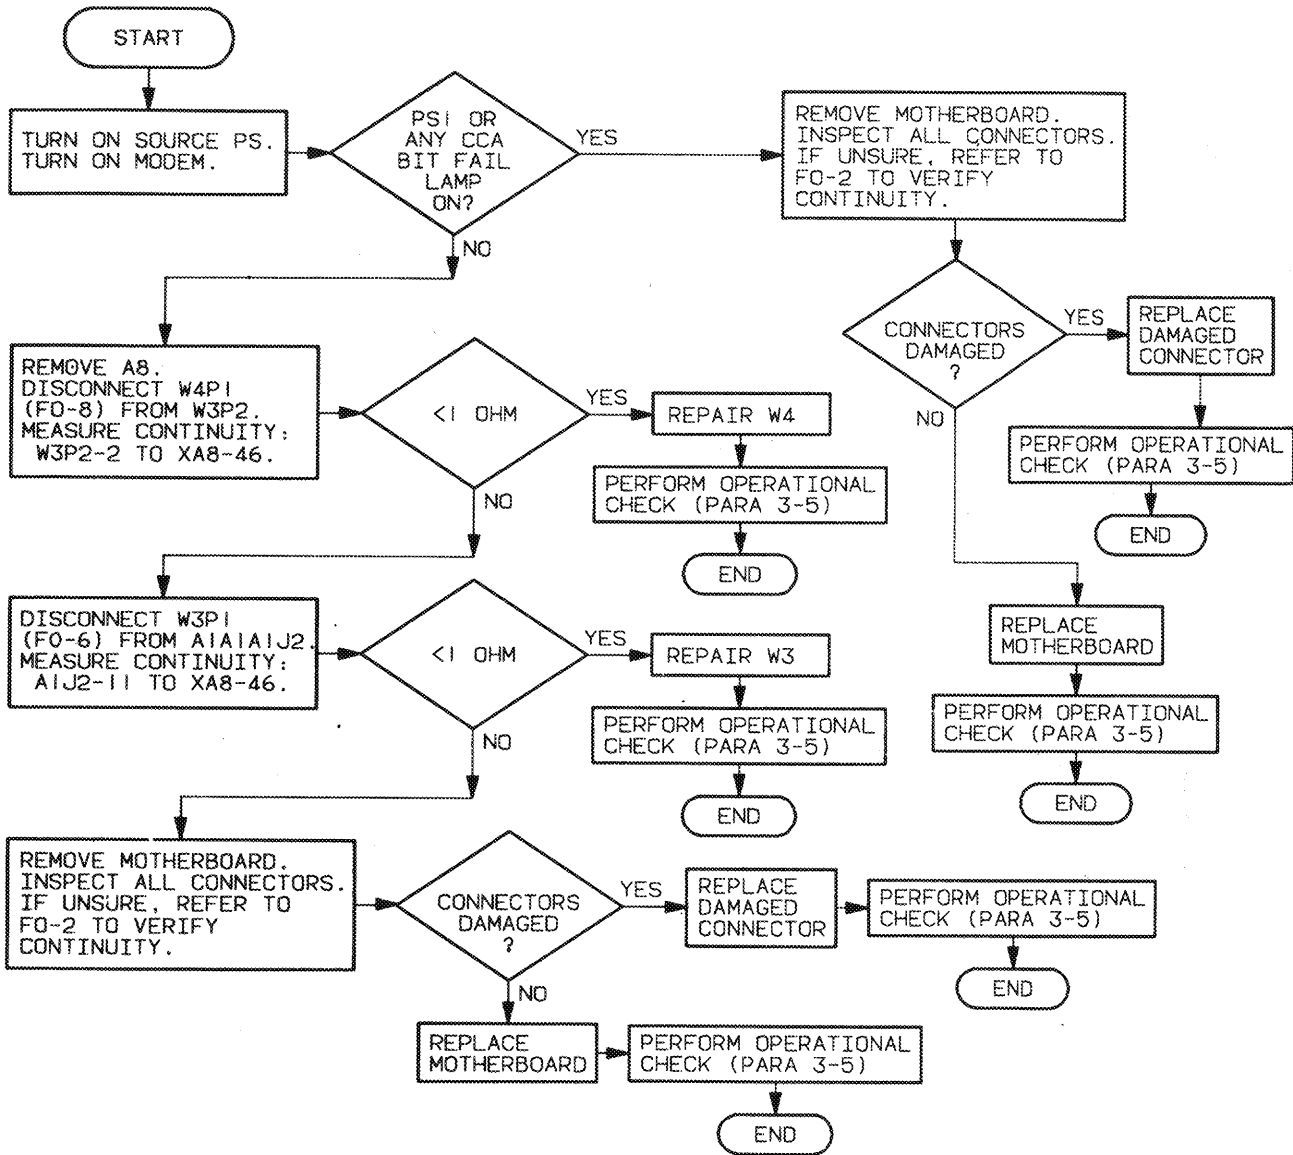 START
TURN ON SOURCE PS.
TURN ON MODEM.
PS1 OR
ANY CCA
BIT FAIL
LAMP
ON?
YES
NO
REMOVE MOTHERBOARD.
INSPECT ALL CONNECTORS.
IF UNSURE, REFER TO
FO-2 TO VERIFY
CONTINUITY.
CONNECTORS
DAMAGED
?
YES
NO
REPLACE
DAMAGED
CONNECTOR
PERFORM OPERATIONAL
CHECK (PARA 3-5)
END
REPLACE
MOTHERBOARD
PERFORM OPERATIONAL
CHECK (PARA 3-5)
END
REMOVE A8.
DISCONNECT W4P1
(FO-8) FROM W3P2.
MEASURE CONTINUITY:
W3P2-2 TO XA8-46.
<1 OHM
YES
NO
REPAIR W4
PERFORM OPERATIONAL
CHECK (PARA 3-5)
END
DISCONNECT W3P1
(FO-6) FROM A1A1A1J2.
MEASURE CONTINUITY:
A1J2-11 TO XA8-46.
<1 OHM
YES
NO
REPAIR W3
PERFORM OPERATIONAL
CHECK (PARA 3-5)
END
REMOVE MOTHERBOARD.
INSPECT ALL CONNECTORS.
IF UNSURE, REFER TO
FO-2 TO VERIFY
CONTINUITY.
CONNECTORS
DAMAGED
?
YES
NO
REPLACE
DAMAGED
CONNECTOR
PERFORM OPERATIONAL
CHECK (PARA 3-5)
END
REPLACE
MOTHERBOARD
PERFORM OPERATIONAL
CHECK (PARA 3-5)
END